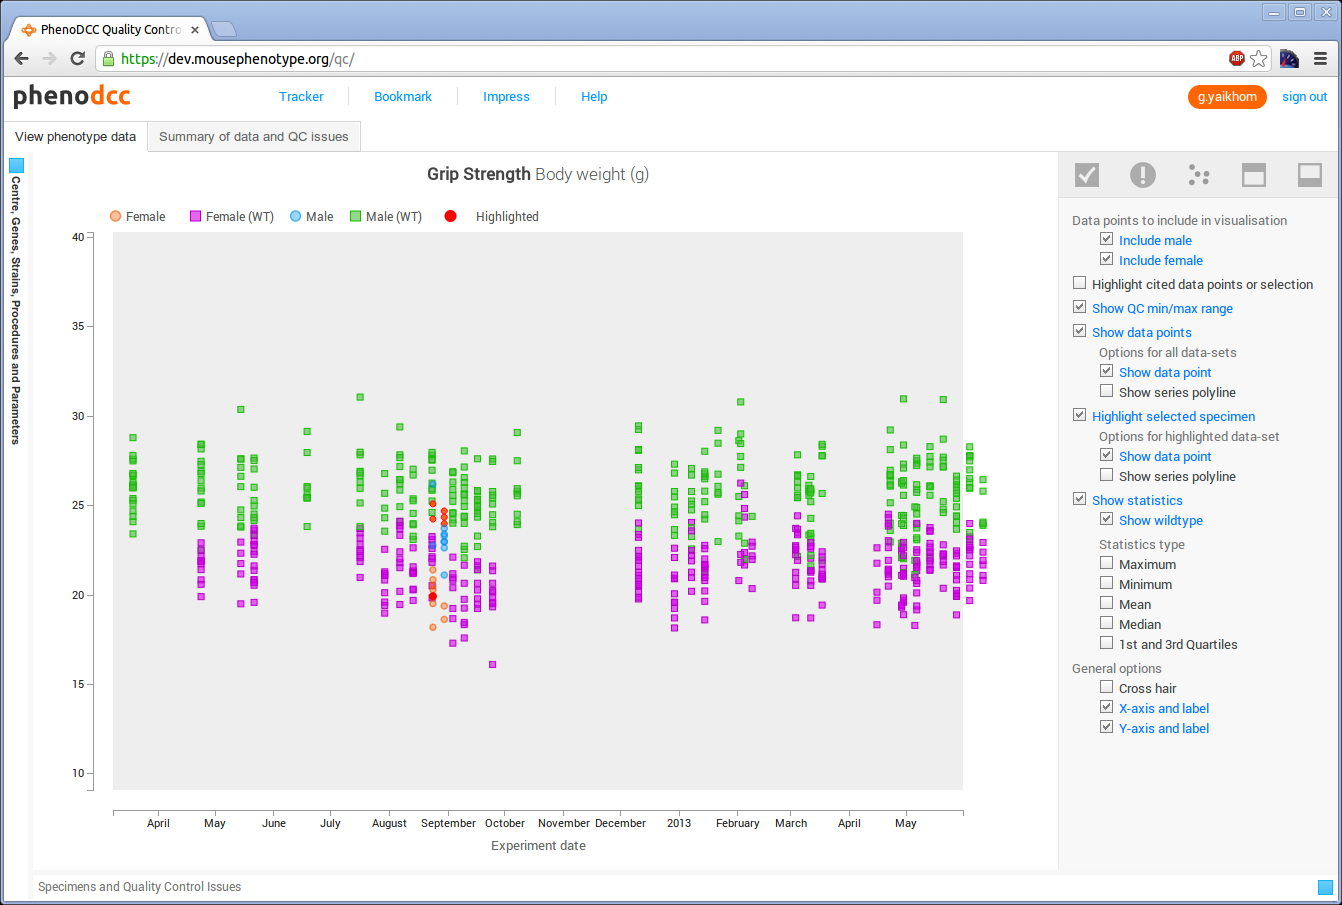 PhenoDCC Quality Contro
https://dev.mousephenotype.org/qc/
ABP
phenodcc
Tracker
Bookmark
Impress
Help
g.yaikhom
sign out
View phenotype data
Summary of data and QC issues
Centre, Genes, Strains, Procedures and Parameters
Grip Strength Body weight (g)
Female
Female (WT)
Male
Male (WT)
Highlighted
40
35
30
25
20
15
10
April
May
June
July
August
September
October
November
December
2013
February
March
April
May
Experiment date
Data points to include in visualisation
Include male
Include female
Highlight cited data points or selection
Show QC min/max range
Show data points
Options for all data-sets
Show data point
Show series polyline
Highlight selected specimen
Options for highlighted data-set
Show data point
Show series polyline
Show statistics
Show wildtype
Statistics type
Maximum
Minimum
Mean
Median
1st and 3rd Quartiles
General options
Cross hair
X-axis and label
Y-axis and label
Specimens and Quality Control Issues